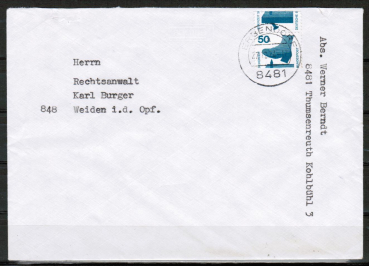 Herrn
Rechtsanwalt
Karl Burger
848 Weiden i.d. Opf.
50
8481
Abs. Werner Berndt
8481 Thumsenreuth Kohlbühl 3